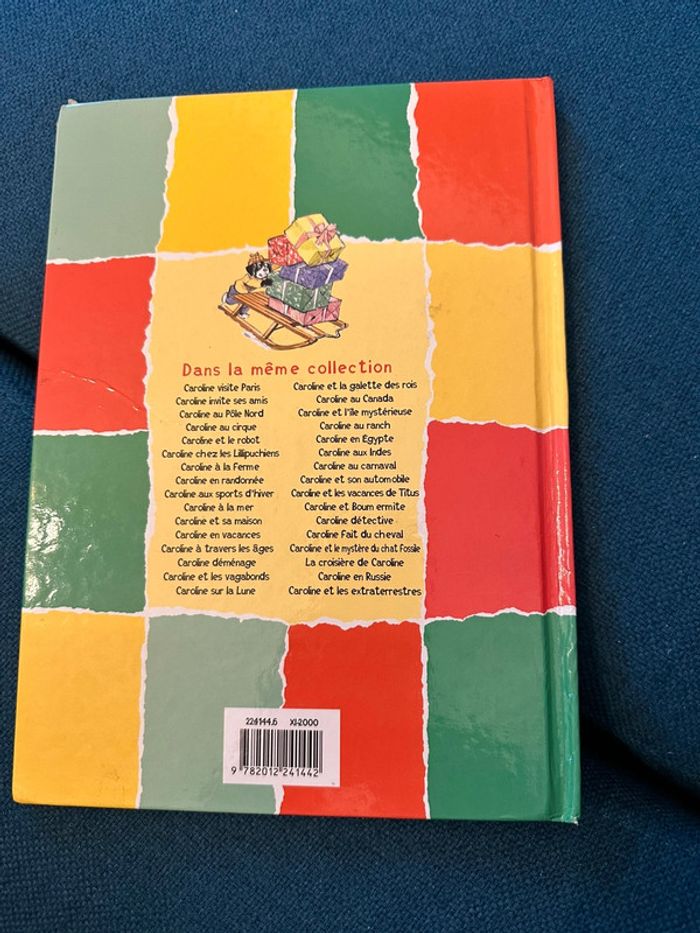 Dans la même collection
Caroline visite Paris
Caroline invite ses amis
Caroline au Pôle Nord
Caroline au cirque
Caroline et le robot
Caroline chez les Lillipuchiens
Caroline à la Ferme
Caroline en randonnée
Caroline aux sports d'hiver
Caroline à la mer
Caroline et sa maison
Caroline en vacances
Caroline à travers les âges
Caroline déménage
Caroline et les vagabonds
Caroline sur la Lune
Caroline et la galette des rois
Caroline au Canada
Caroline et l'île mystérieuse
Caroline au ranch
Caroline en Égypte
Caroline aux Indes
Caroline au carnaval
Caroline et son automobile
Caroline et les vacances de Titus
Caroline et Boum ermite
Caroline détective
Caroline Fait du cheval
Caroline et le mystère du chat Fossile
La croisière de Caroline
Caroline en Russie
Caroline et les extraterrestres
224144.6 XI-2000
9 782012 241442